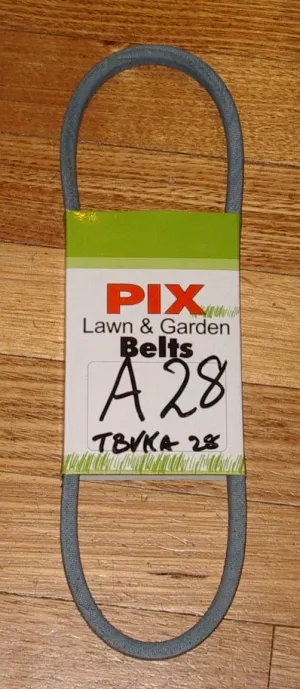 PIX
Lawn & Garden
Belts
A 28
TBVKA 28